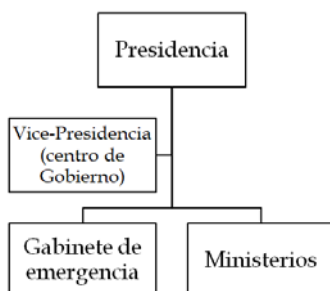 Presidencia
Vice-Presidencia
(centro de
Gobierno)
Gabinete de
emergencia
Ministerios